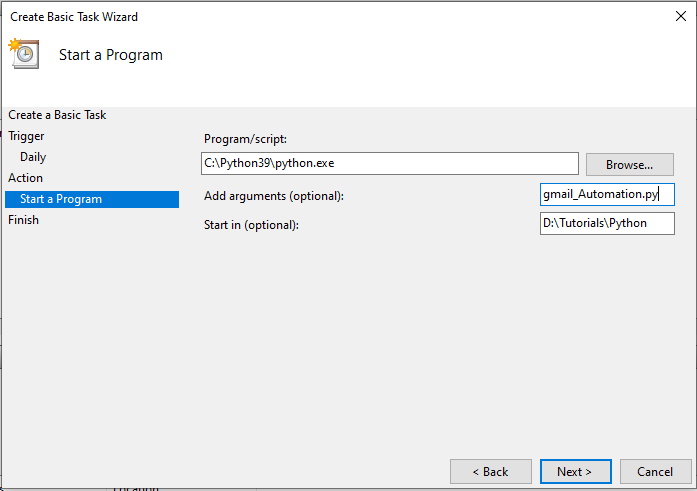 Create Basic Task Wizard
Start a Program
Create a Basic Task
Trigger
Daily
Action
Start a Program
Finish
Program/script:
C:\Python39\python.exe
Browse...
Add arguments (optional):
gmail_Automation.py
Start in (optional):
D:\Tutorials\Python
< Back
Next >
Cancel
Location